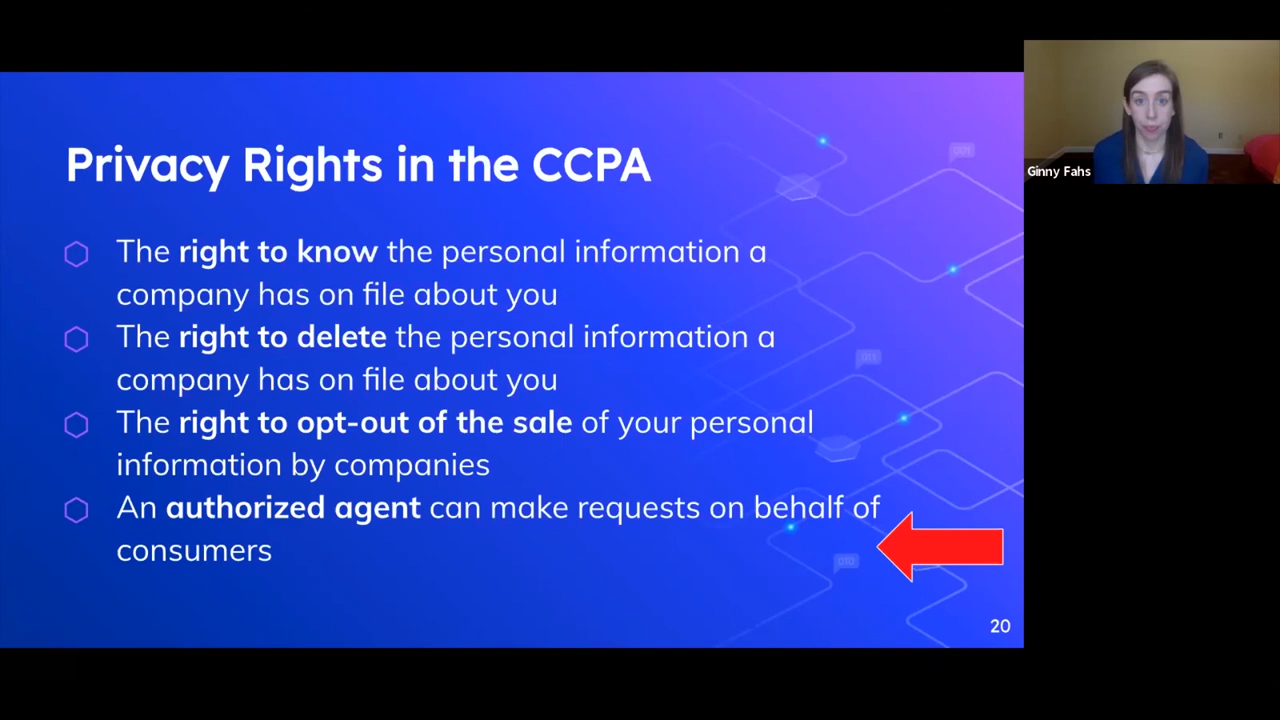 Privacy Rights in the CCPA
The right to know the personal information a
company has on file about you
The right to delete the personal information a
company has on file about you
The right to opt-out of the sale of your personal
information by companies
An authorized agent can make requests on behalf of
consumers
20
Ginny Fahs
001
010